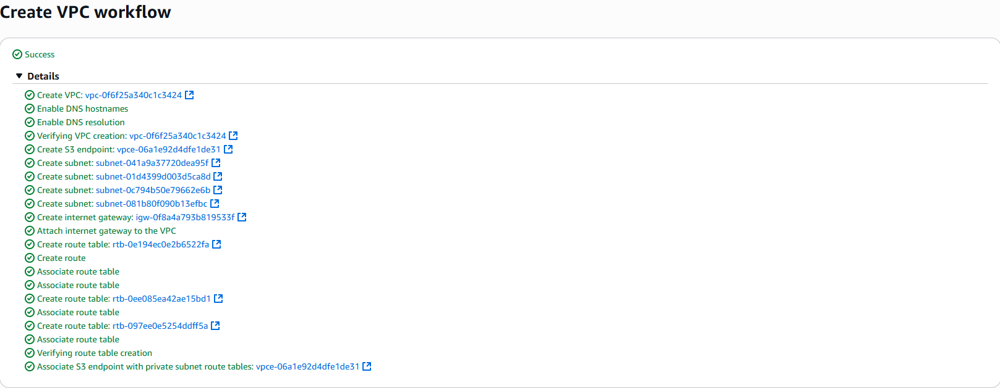 Create VPC workflow
Success
Details
Create VPC: vpc-0f6f25a340c1c3424
Enable DNS hostnames
Enable DNS resolution
Verifying VPC creation: vpc-0f6f25a340c1c3424
Create S3 endpoint: vpce-06a1e92d4dfe1de31
Create subnet: subnet-041a9a37720dea95f
Create subnet: subnet-01d4399d003d5ca8d
Create subnet: subnet-0c794b50e79662e6b
Create subnet: subnet-081b80f090b13efbc
Create internet gateway: igw-0f8a4a793b819533f
Attach internet gateway to the VPC
Create route table: rtb-0e194ec0e2b6522fa
Create route
Associate route table
Associate route table
Create route table: rtb-0ee085ea42ae15bd1
Associate route table
Create route table: rtb-097ee0e5254ddff5a
Associate route table
Verifying route table creation
Associate S3 endpoint with private subnet route tables: vpce-06a1e92d4dfe1de31